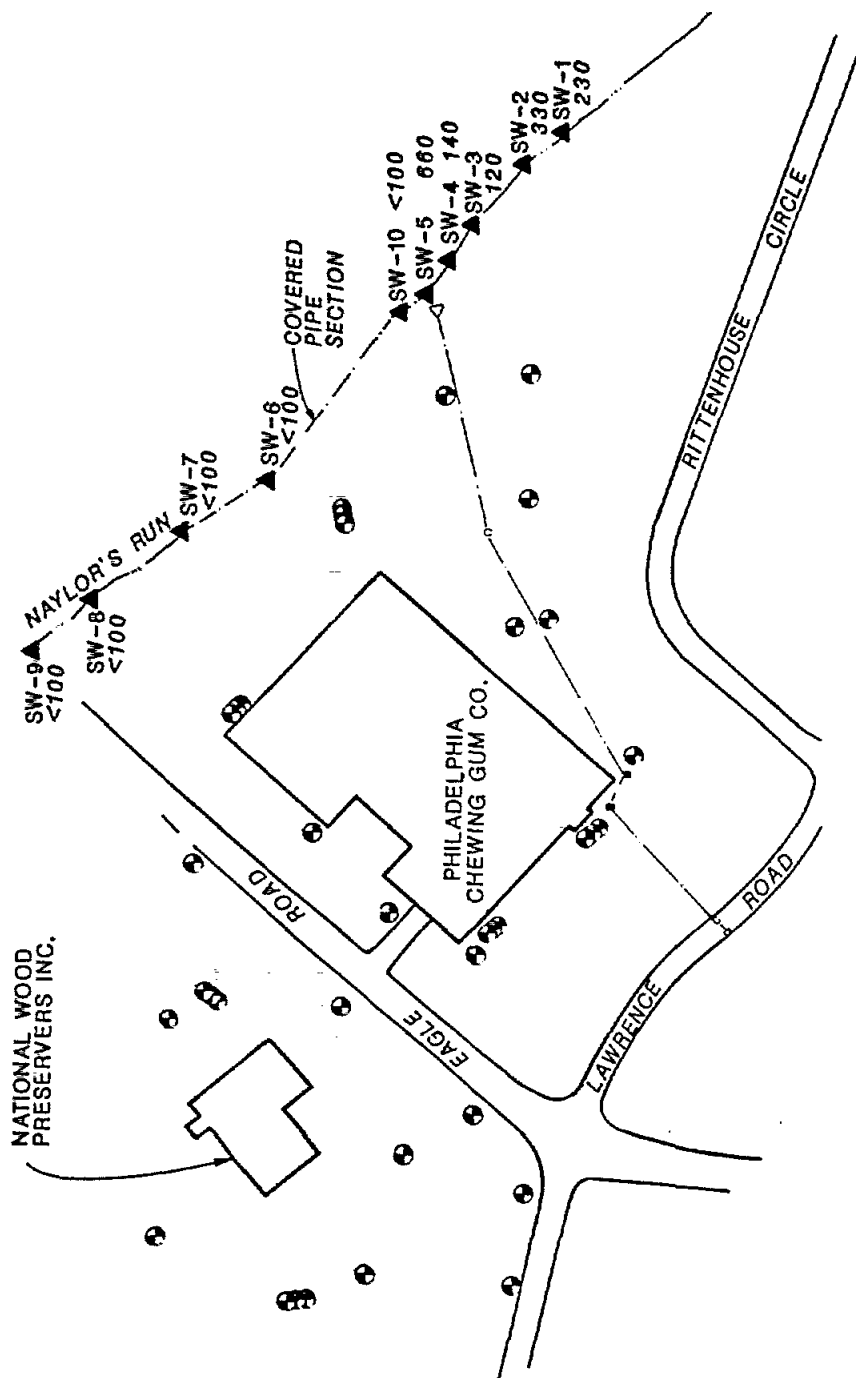 NATIONAL WOOD
PRESERVERS INC.
SW-9
<100
NAYLOR'S RUN
SW-8
<100
SW-7
<100
SW-6
<100
COVERED
PIPE
SECTION
SW-10 <100
SW-5 660
SW-4 140
SW-3
120
SW-2
330
SW-1
230
PHILADELPHIA
CHEWING GUM CO.
EAGLE ROAD
LAWRENCE ROAD
RITTENHOUSE CIRCLE